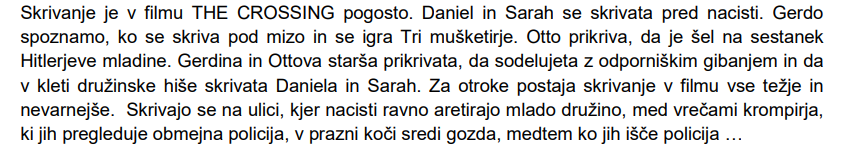 Skrivanje je v filmu THE CROSSING pogosto. Daniel in Sarah se skrivata pred nacisti. Gerdo
spoznamo, ko se skriva pod mizo in se igra Tri mušketirje. Otto prikriva, da je šel na sestanek
Hitlerjeve mladine. Gerdina in Ottova starša prikrivata, da sodelujeta z odporniškim gibanjem in da
v kleti družinske hiše skrivata Daniela in Sarah. Za otroke postaja skrivanje v filmu vse težje in
nevarnejše. Skrivajo se na ulici, kjer nacisti ravno aretirajo mlado družino, med vrečami krompirja,
ki jih pregleduje obmejna policija, v prazni koči sredi gozda, medtem ko jih išče policija …